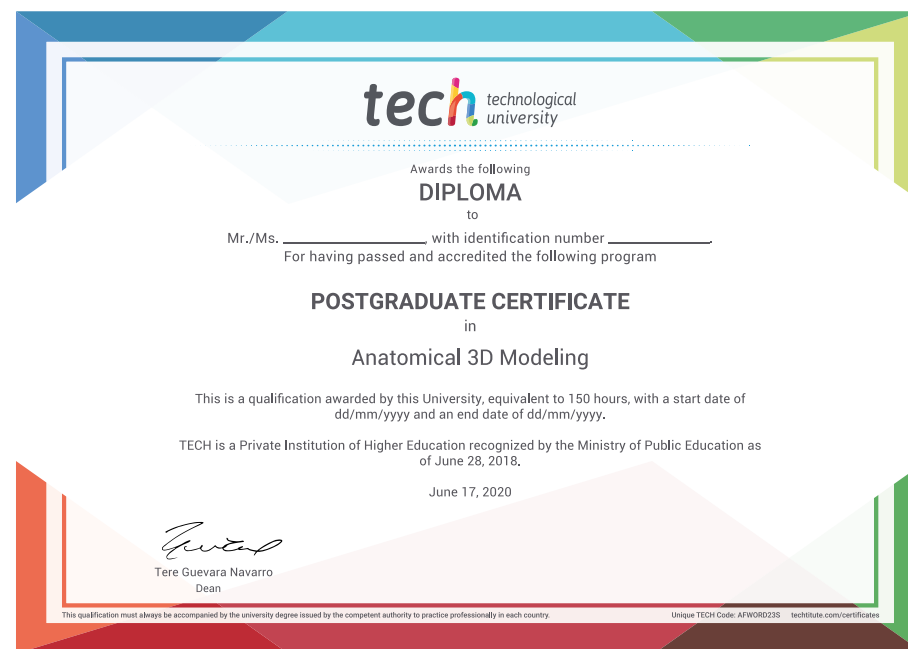 tech technological
university
Awards the following
DIPLOMA
to
Mr./Ms. ____________, with identification number ____________.
For having passed and accredited the following program
POSTGRADUATE CERTIFICATE
in
Anatomical 3D Modeling
This is a qualification awarded by this University, equivalent to 150 hours, with a start date of
dd/mm/yyyy and an end date of dd/mm/yyyy.
TECH is a Private Institution of Higher Education recognized by the Ministry of Public Education as
of June 28, 2018.
June 17, 2020
Tere Guevara Navarro
Dean
This qualification must always be accompanied by the university degree issued by the competent authority to practice professionally in each country. Unique TECH Code: AFWORD23S techtitute.com/certificates